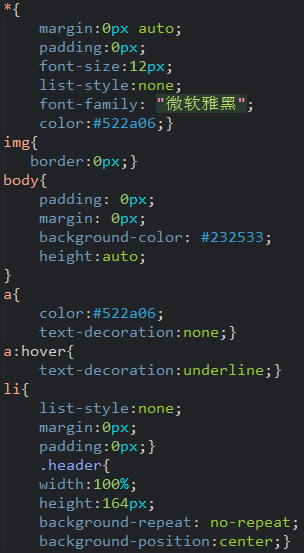 *{
margin:0px auto;
padding:0px;
font-size:12px;
list-style:none;
font-family: "微软雅黑";
color:#522a06;}
img{
border:0px;}
body{
padding: 0px;
margin: 0px;
background-color: #232533;
height:auto;
}
a{
color:#522a06;
text-decoration:none;}
a:hover{
text-decoration:underline;}
li{
list-style:none;
margin:0px;
padding:0px;}
.header{
width:100%;
height:164px;
background-repeat: no-repeat;
background-position:center;}